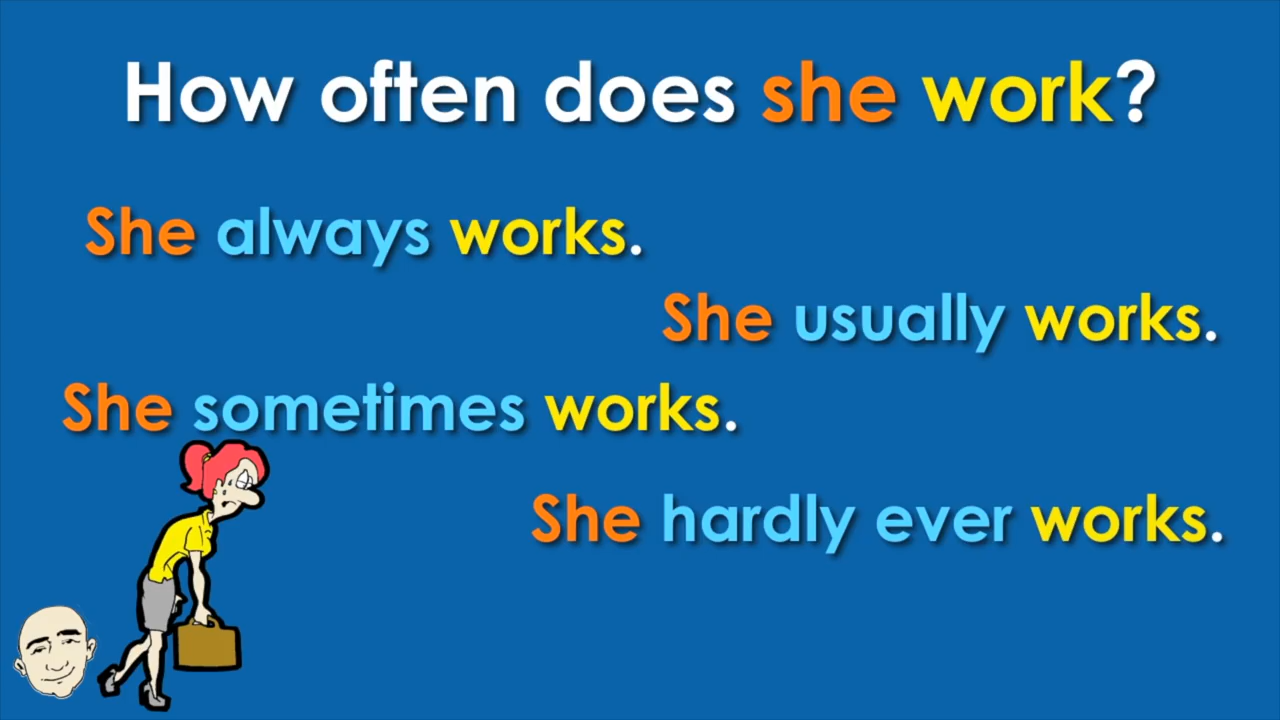 How often does she work?
She always works.
She usually works.
She sometimes works.
She hardly ever works.